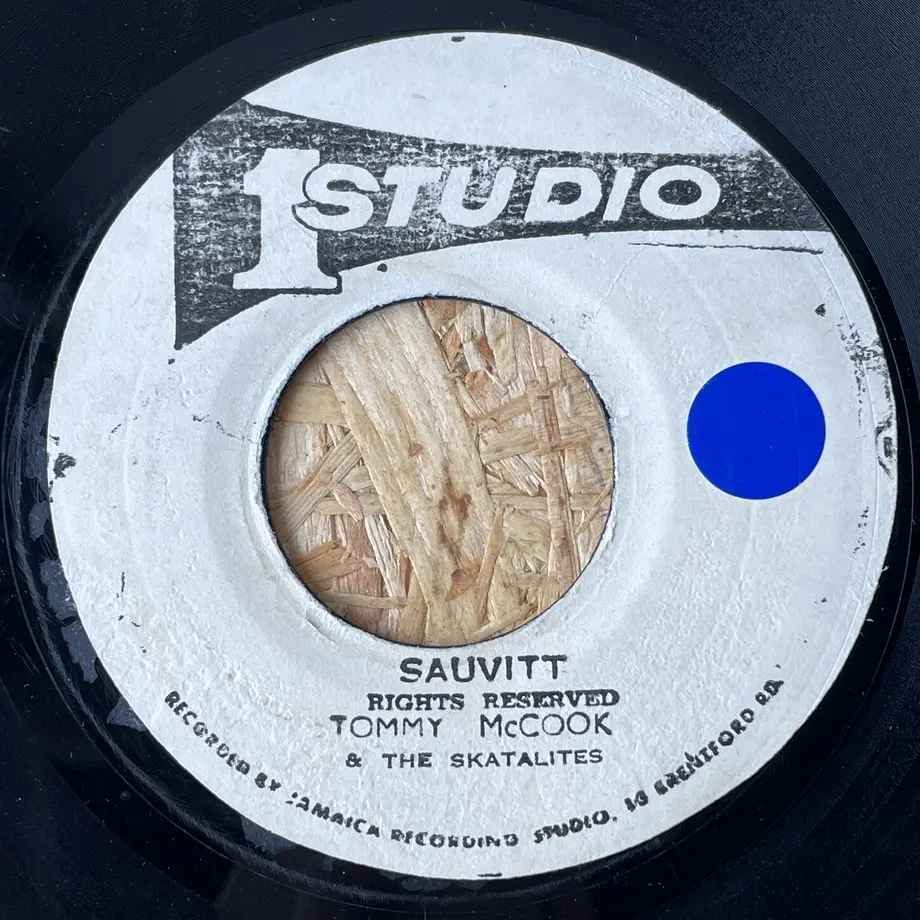 1 STUDIO
SAUVITT
RIGHTS RESERVED
TOMMY McCOOK
& THE SKATALITES
RECORDED BY JAMAICA RECORDING STUDIO. 13 BRENTFORD RD.